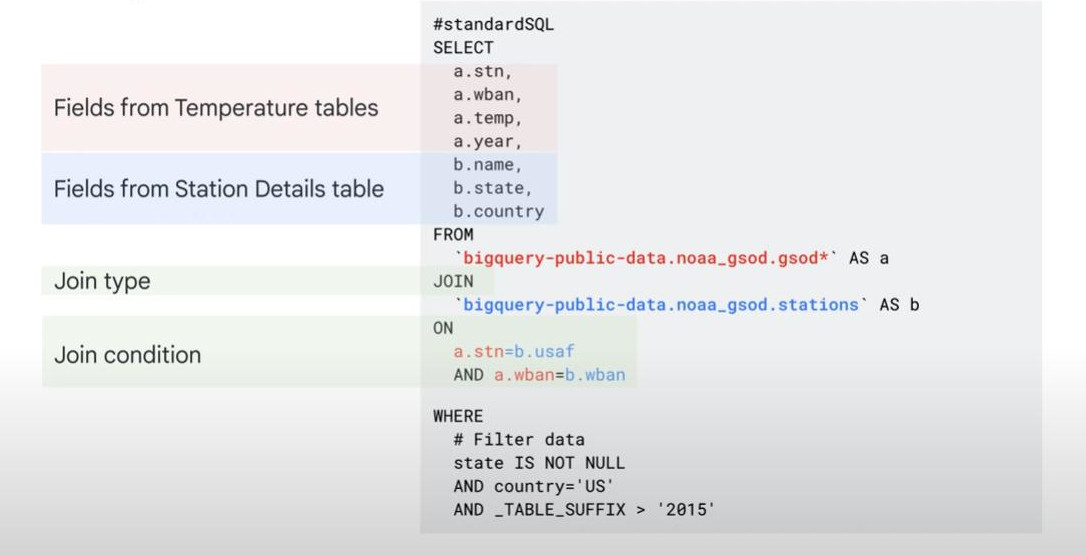 #standardSQL
SELECT
a.stn,
a.wban,
Fields from Temperature tables
a.temp,
a.year,
b.name,
Fields from Station Details table
b.state,
b.country
FROM
`bigquery-public-data.noaa_gsod.gsod*` AS a
Join type
JOIN
`bigquery-public-data.noaa_gsod.stations` AS b
ON
Join condition
a.stn=b.usaf
AND a.wban=b.wban
WHERE
# Filter data
state IS NOT NULL
AND country='US'
AND _TABLE_SUFFIX > '2015'